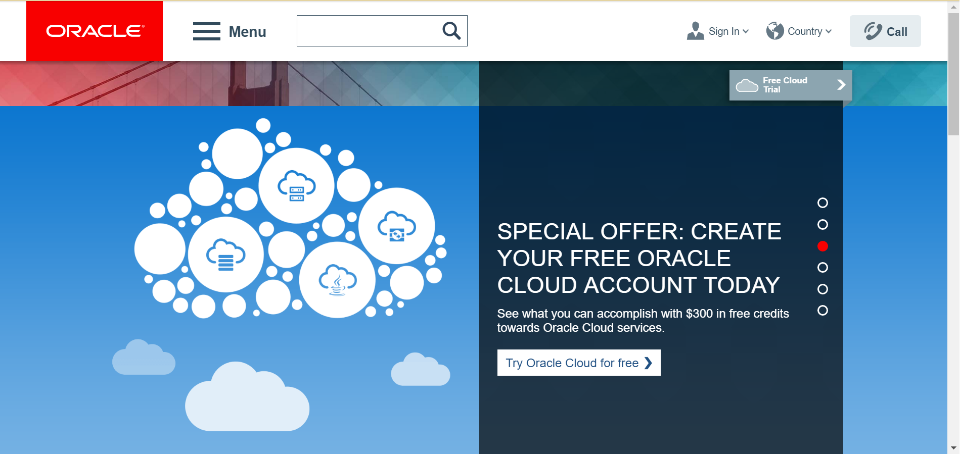 ORACLE
Menu
Sign In
Country
Call
Free Cloud
Trial
SPECIAL OFFER: CREATE
YOUR FREE ORACLE
CLOUD ACCOUNT TODAY
See what you can accomplish with $300 in free credits
towards Oracle Cloud services.
Try Oracle Cloud for free